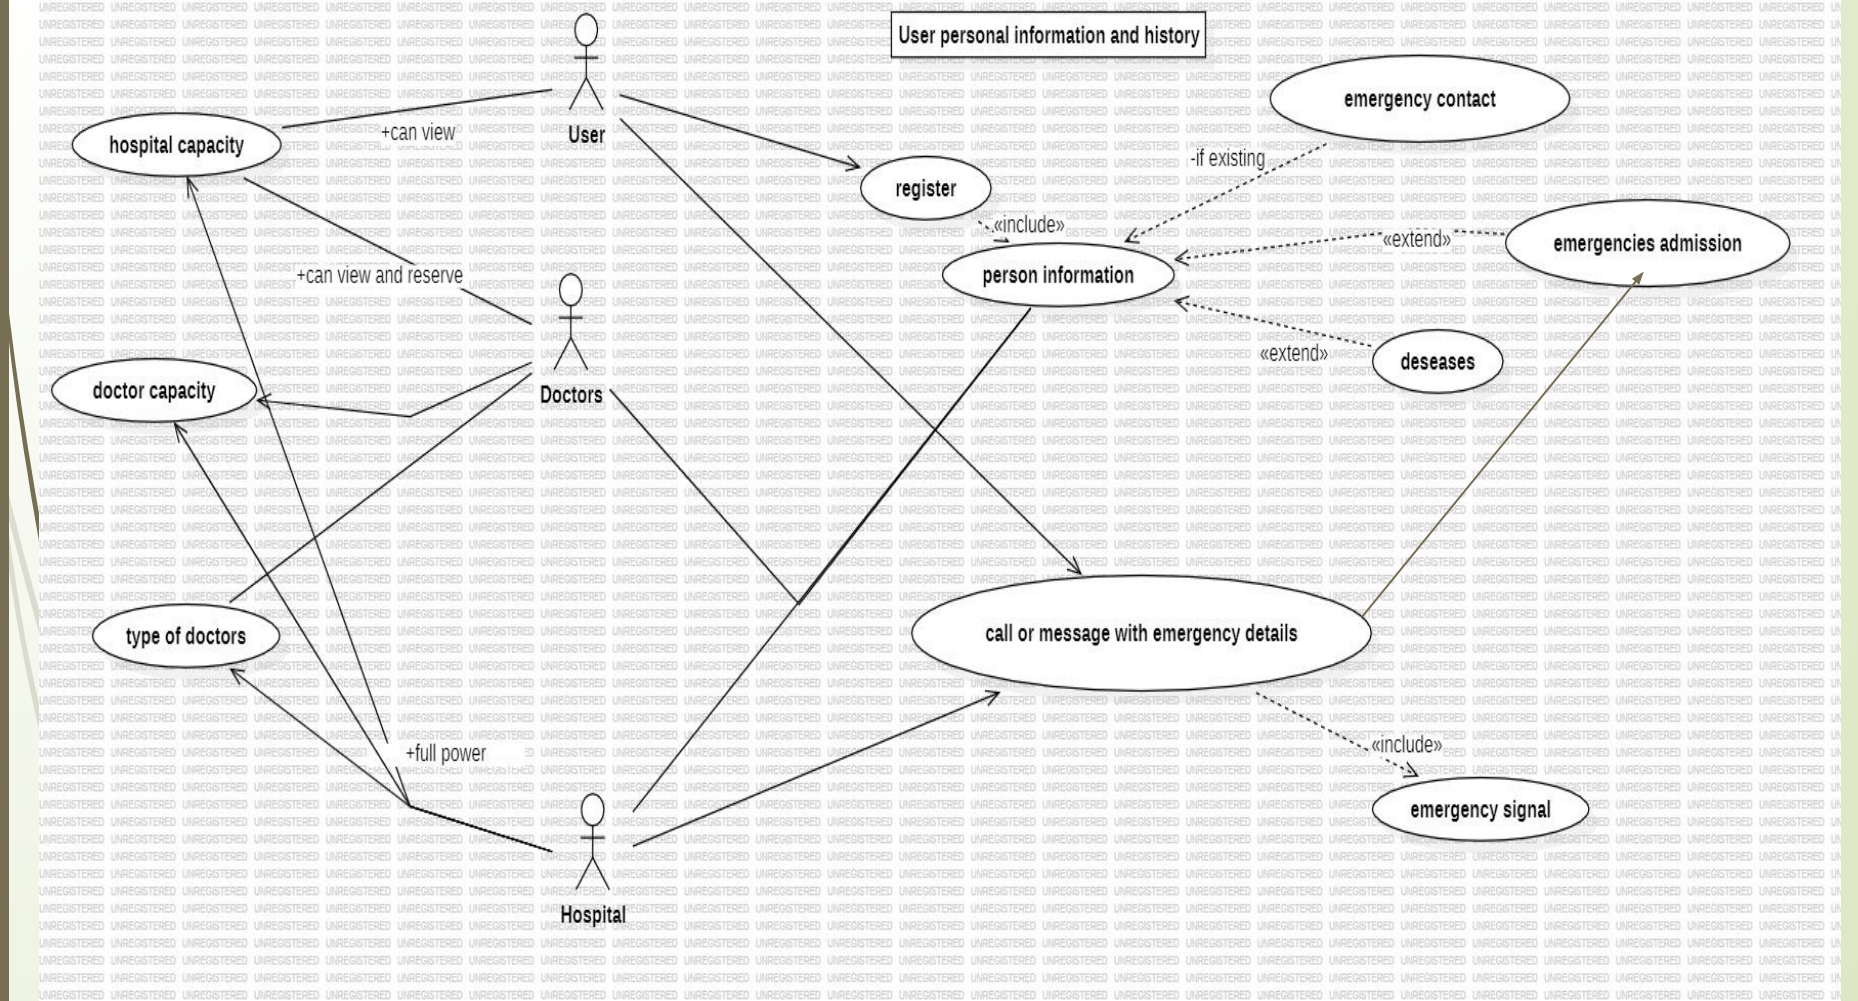 User personal information and history
User
emergency contact
+can view
hospital capacity
-if existing
register
«include»
«extend»
emergencies admission
+can view and reserve
person information
«extend»
deseases
doctor capacity
Doctors
type of doctors
call or message with emergency details
«include»
+full power
emergency signal
Hospital
UNREGISTERED